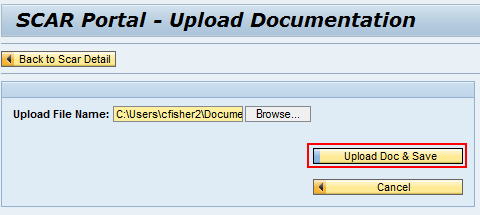 SCAR Portal - Upload Documentation
Back to Scar Detail
Upload File Name: C:\Users\cfisher2\Docume Browse...
Upload Doc & Save
Cancel